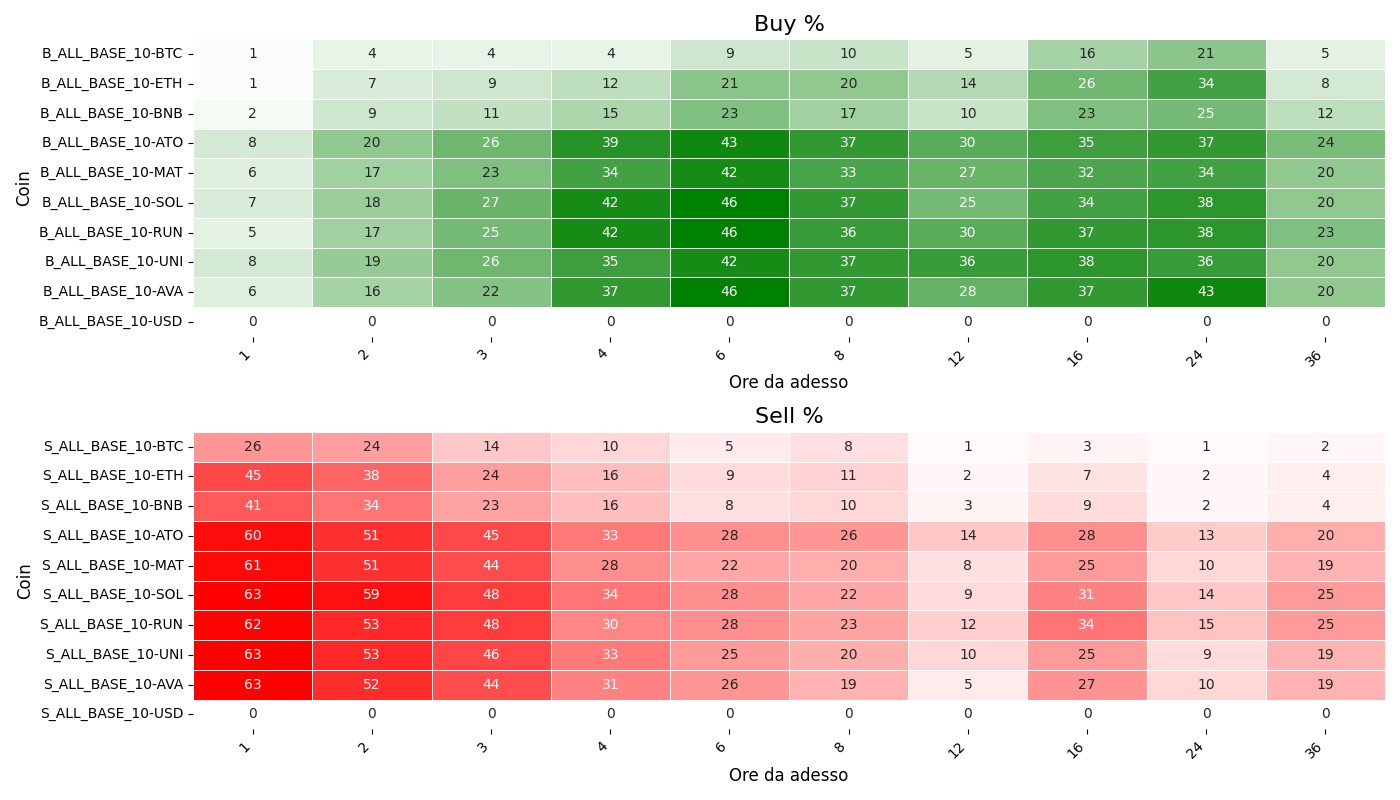 Buy %
Coin
B_ALL_BASE_10-BTC 1 4 4 4 9 10 5 16 21 5
B_ALL_BASE_10-ETH 1 7 9 12 21 20 14 26 34 8
B_ALL_BASE_10-BNB 2 9 11 15 23 17 10 23 25 12
B_ALL_BASE_10-ATO 8 20 26 39 43 37 30 35 37 24
B_ALL_BASE_10-MAT 6 17 23 34 42 33 27 32 34 20
B_ALL_BASE_10-SOL 7 18 27 42 46 37 25 34 38 20
B_ALL_BASE_10-RUN 5 17 25 42 46 36 30 37 38 23
B_ALL_BASE_10-UNI 8 19 26 35 42 37 36 38 36 20
B_ALL_BASE_10-AVA 6 16 22 37 46 37 28 37 43 20
B_ALL_BASE_10-USD 0 0 0 0 0 0 0 0 0 0
1 2 3 4 6 8 12 16 24 36
Ore da adesso
Sell %
Coin
S_ALL_BASE_10-BTC 26 24 14 10 5 8 1 3 1 2
S_ALL_BASE_10-ETH 45 38 24 16 9 11 2 7 2 4
S_ALL_BASE_10-BNB 41 34 23 16 8 10 3 9 2 4
S_ALL_BASE_10-ATO 60 51 45 33 28 26 14 28 13 20
S_ALL_BASE_10-MAT 61 51 44 28 22 20 8 25 10 19
S_ALL_BASE_10-SOL 63 59 48 34 28 22 9 31 14 25
S_ALL_BASE_10-RUN 62 53 48 30 28 23 12 34 15 25
S_ALL_BASE_10-UNI 63 53 46 33 25 20 10 25 9 19
S_ALL_BASE_10-AVA 63 52 44 31 26 19 5 27 10 19
S_ALL_BASE_10-USD 0 0 0 0 0 0 0 0 0 0
1 2 3 4 6 8 12 16 24 36
Ore da adesso